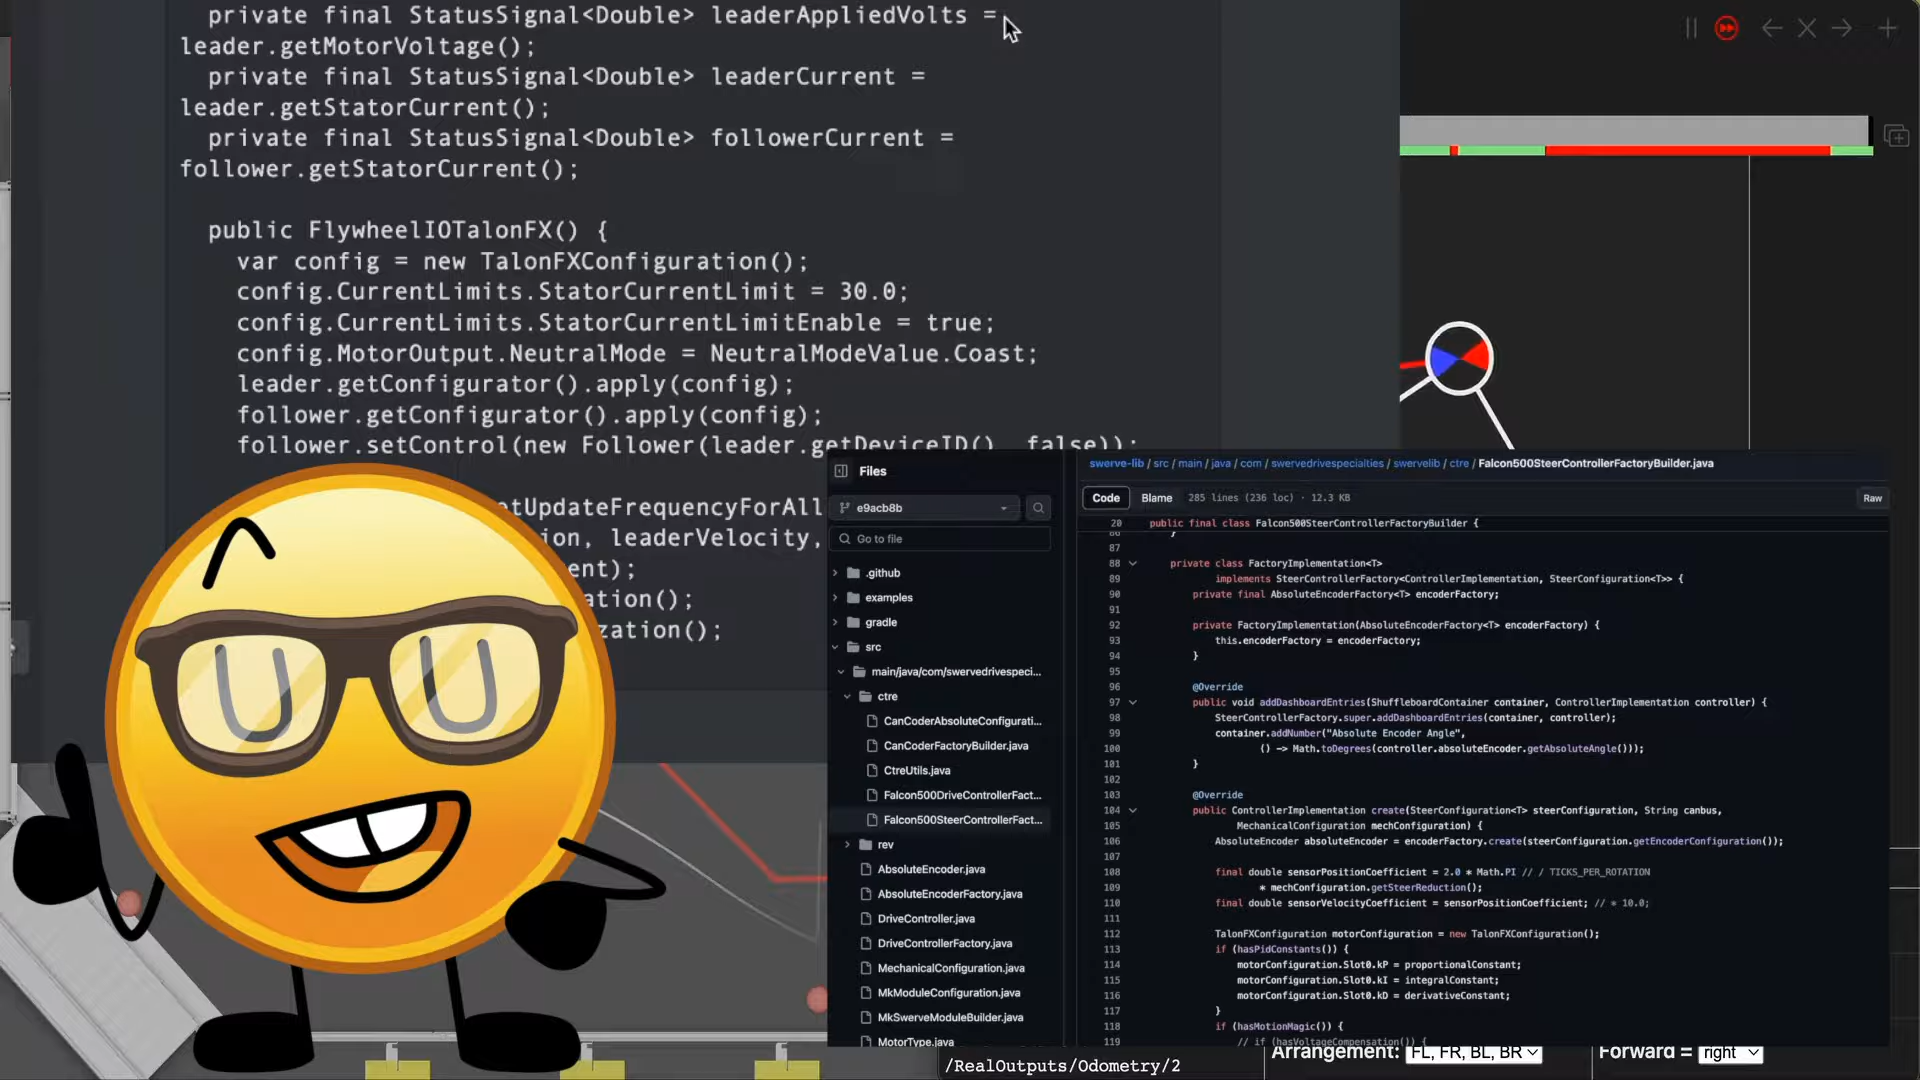 private final StatusSignal<Double> leaderAppliedVolts =
leader.getMotorVoltage();
private final StatusSignal<Double> leaderCurrent =
leader.getStatorCurrent();
private final StatusSignal<Double> followerCurrent =
follower.getStatorCurrent();
public FlywheelIOTalonFX() {
var config = new TalonFXConfiguration();
config.CurrentLimits.StatorCurrentLimit = 30.0;
config.CurrentLimits.StatorCurrentLimitEnable = true;
config.MotorOutput.NeutralMode = NeutralModeValue.Coast;
leader.getConfigurator().apply(config);
follower.getConfigurator().apply(config);
follower.setControl(new Follower(leader.getDeviceID(), false));
etUpdateFrequencyForAll
ion, leaderVelocity,
ent);
ation();
zation();
Files
e9acb8b
Go to file
.github
examples
gradle
src
main/java/com/swervedrivespeci...
ctre
CanCoderAbsoluteConfigurati...
CanCoderFactoryBuilder.java
CtreUtils.java
Falcon500DriveControllerFact...
Falcon500SteerControllerFact...
rev
AbsoluteEncoder.java
AbsoluteEncoderFactory.java
DriveController.java
DriveControllerFactory.java
MechanicalConfiguration.java
MkModuleConfiguration.java
MkSwerveModuleBuilder.java
MotorType.java
swerve-lib / src / main / java / com / swervedrivespecialties / swervelib / ctre / Falcon500SteerControllerFactoryBuilder.java
Code Blame 285 lines (236 loc) · 12.3 KB Raw
20 public final class Falcon500SteerControllerFactoryBuilder {
86 }
87
88 private class FactoryImplementation<T>
89 implements SteerControllerFactory<ControllerImplementation, SteerConfiguration<T>> {
90 private final AbsoluteEncoderFactory<T> encoderFactory;
91
92 private FactoryImplementation(AbsoluteEncoderFactory<T> encoderFactory) {
93 this.encoderFactory = encoderFactory;
94 }
95
96 @Override
97 public void addDashboardEntries(ShuffleboardContainer container, ControllerImplementation controller) {
98 SteerControllerFactory.super.addDashboardEntries(container, controller);
99 container.addNumber("Absolute Encoder Angle",
100 () -> Math.toDegrees(controller.absoluteEncoder.getAbsoluteAngle()));
101 }
102
103 @Override
104 public ControllerImplementation create(SteerConfiguration<T> steerConfiguration, String canbus,
105 MechanicalConfiguration mechConfiguration) {
106 AbsoluteEncoder absoluteEncoder = encoderFactory.create(steerConfiguration.getEncoderConfiguration());
107
108 final double sensorPositionCoefficient = 2.0 * Math.PI // / TICKS_PER_ROTATION
109 * mechConfiguration.getSteerReduction();
110 final double sensorVelocityCoefficient = sensorPositionCoefficient; // * 10.0;
111
112 TalonFXConfiguration motorConfiguration = new TalonFXConfiguration();
113 if (hasPidConstants()) {
114 motorConfiguration.Slot0.kP = proportionalConstant;
115 motorConfiguration.Slot0.kI = integralConstant;
116 motorConfiguration.Slot0.kD = derivativeConstant;
117 }
118 if (hasMotionMagic()) {
119 // if (hasVoltageCompensation()) {
/RealOutputs/Odometry/2
Arrangement: FL, FR, BL, BR
Forward = right